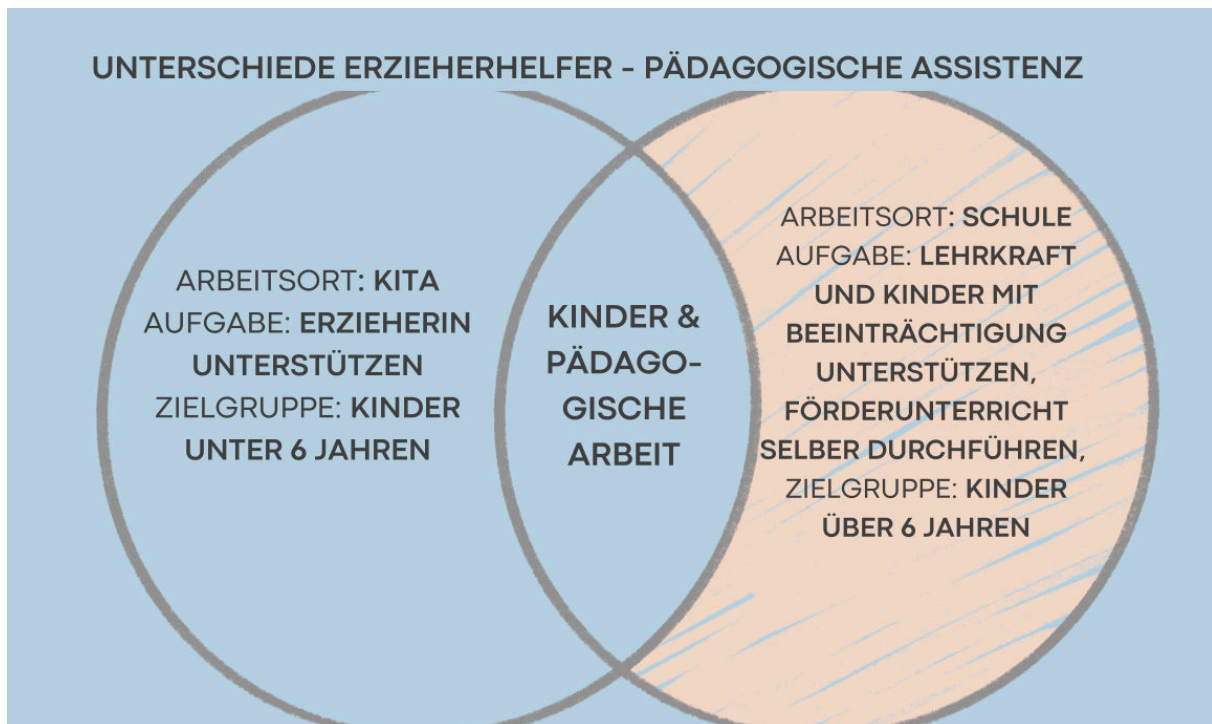 UNTERSCHIEDE ERZIEHERHELFER - PÄDAGOGISCHE ASSISTENZ
ARBEITSORT: KITA
AUFGABE: ERZIEHERIN
UNTERSTÜTZEN
ZIELGRUPPE: KINDER
UNTER 6 JAHREN
KINDER &
PÄDAGO-
GISCHE
ARBEIT
ARBEITSORT: SCHULE
AUFGABE: LEHRKRAFT
UND KINDER MIT
BEEINTRÄCHTIGUNG
UNTERSTÜTZEN,
FÖRDERUNTERRICHT
SELBER DURCHFÜHREN,
ZIELGRUPPE: KINDER
ÜBER 6 JAHREN